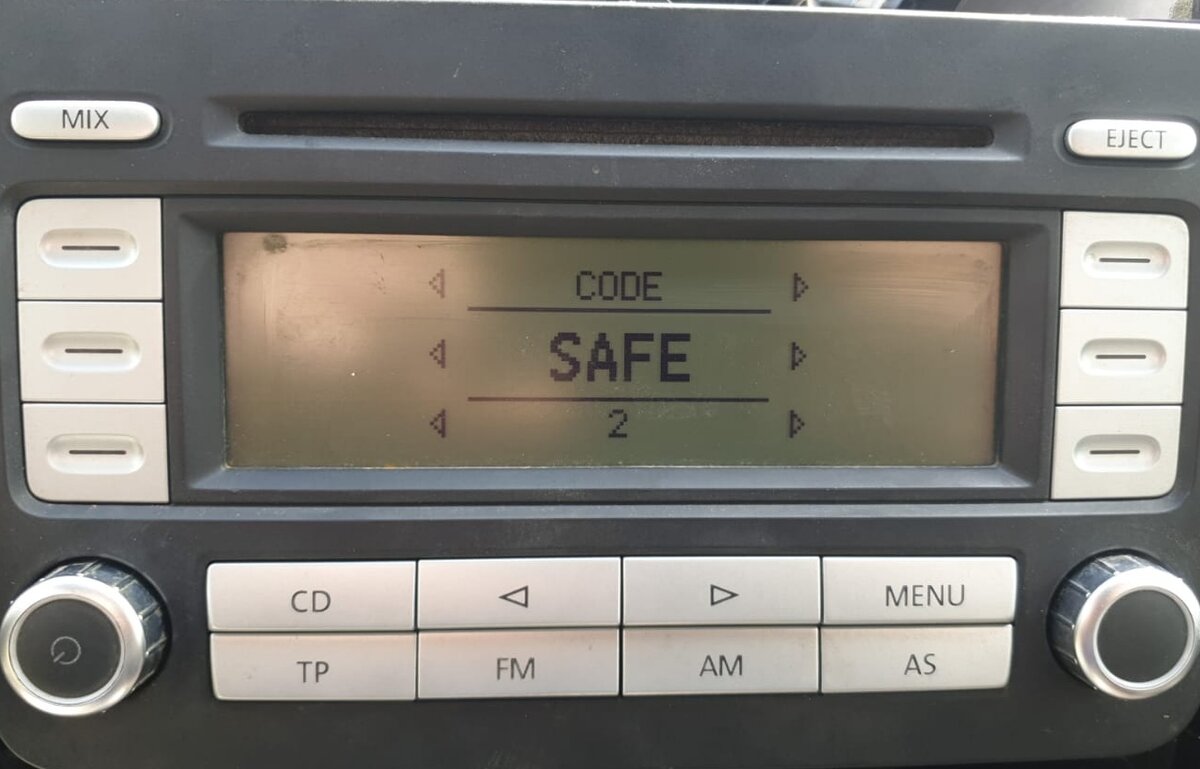 MIX
EJECT
CODE
SAFE
2
CD
MENU
TP
FM
AM
AS